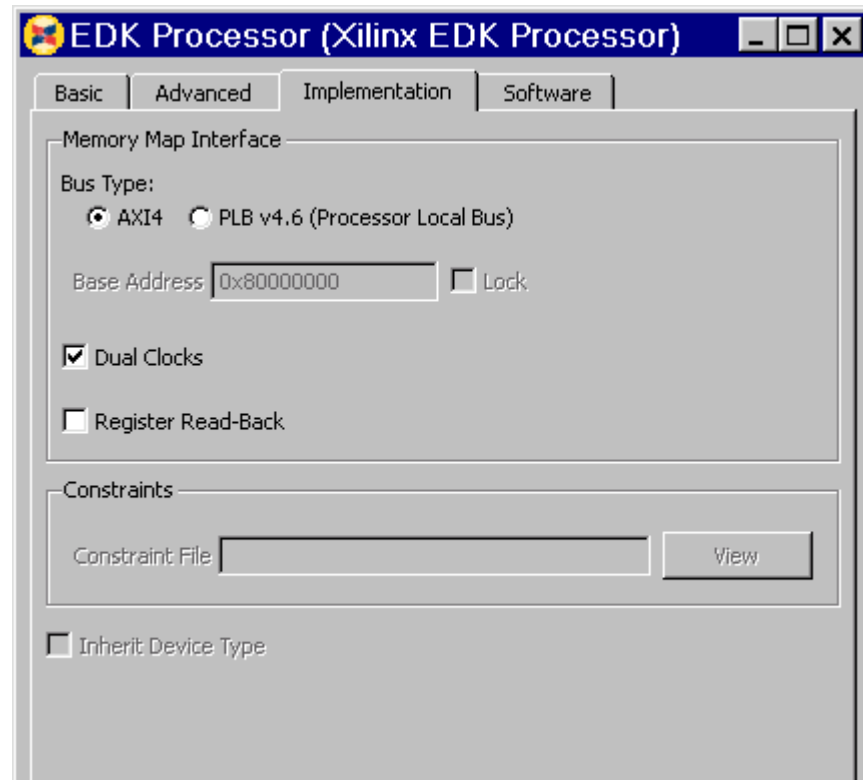 EDK Processor (Xilinx EDK Processor)
Basic Advanced Implementation Software
Memory Map Interface
Bus Type:
AXI4 PLB v4.6 (Processor Local Bus)
Base Address 0x80000000 Lock
Dual Clocks
Register Read-Back
Constraints
Constraint File View
Inherit Device Type